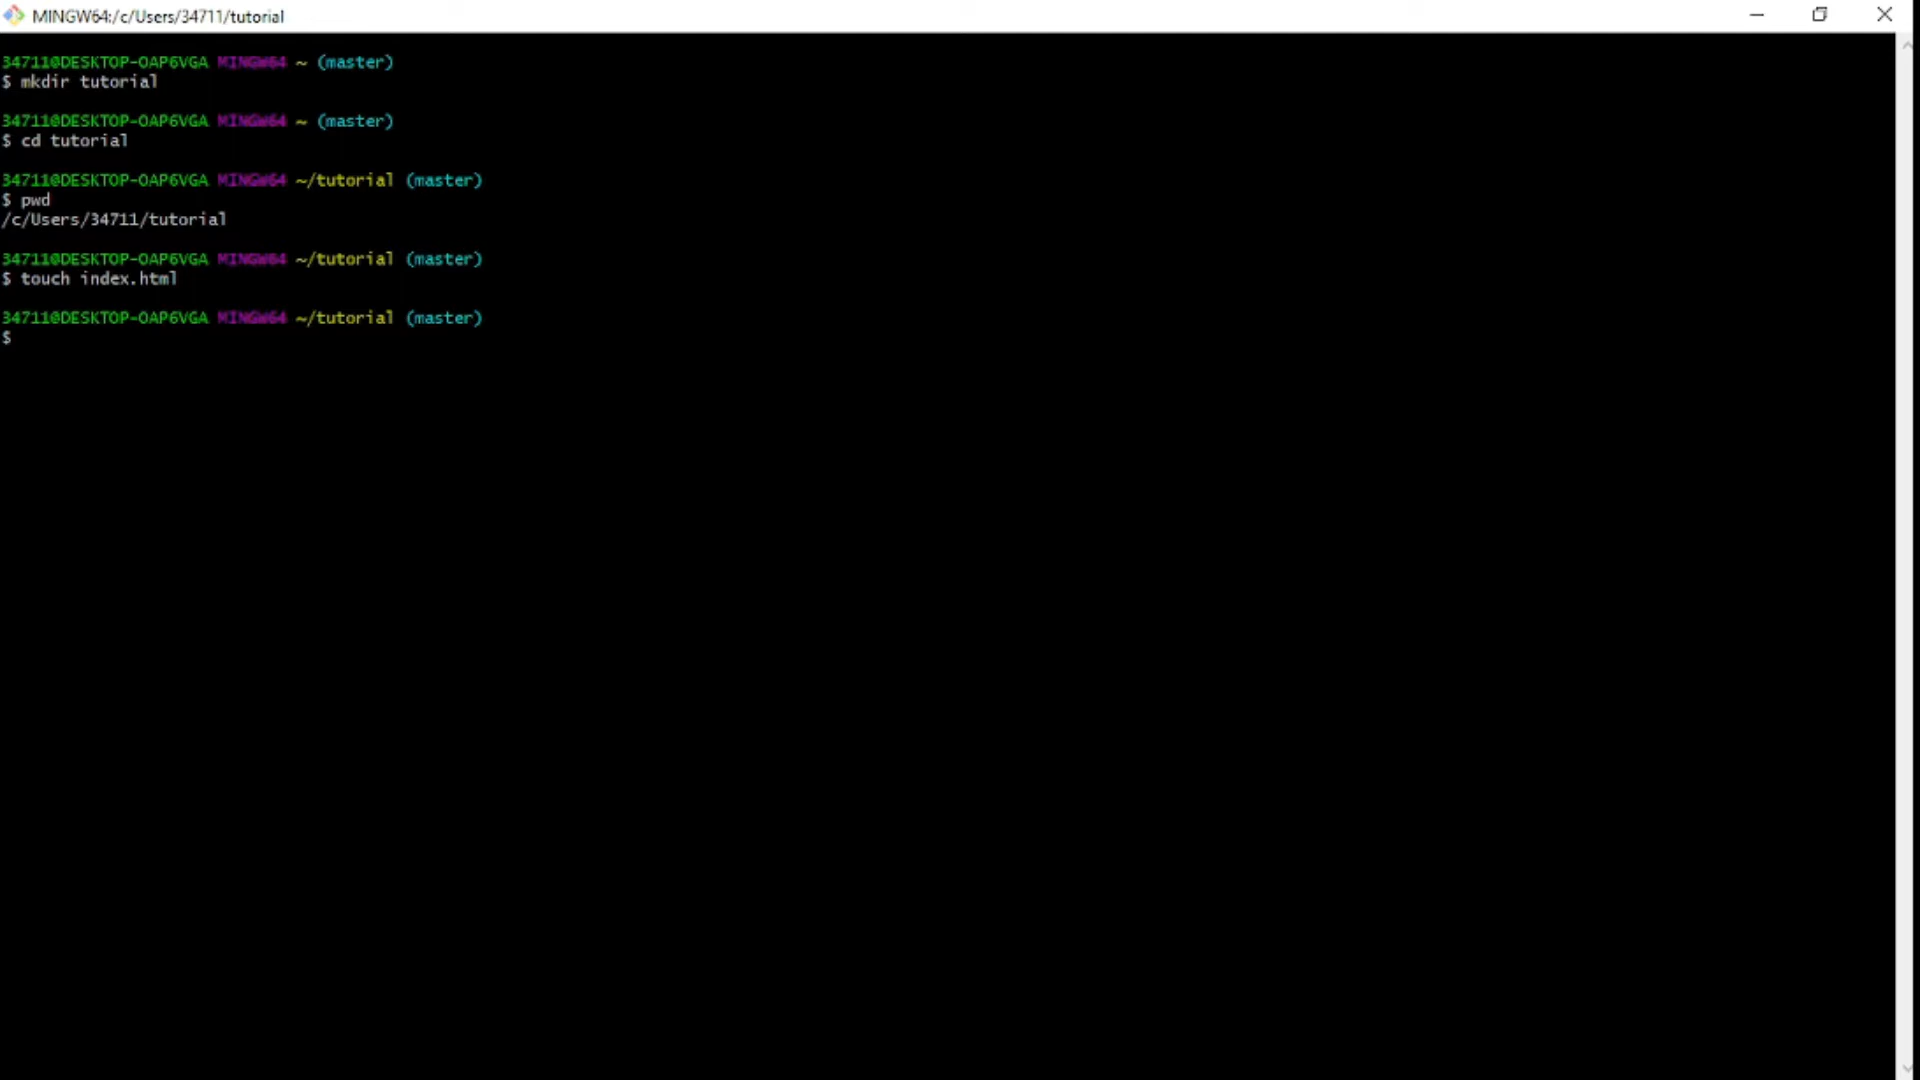 MINGW64:/c/Users/34711/tutorial
34711@DESKTOP-OAP6VGA MINGW64 ~ (master)
$ mkdir tutorial
34711@DESKTOP-OAP6VGA MINGW64 ~ (master)
$ cd tutorial
34711@DESKTOP-OAP6VGA MINGW64 ~/tutorial (master)
$ pwd
/c/Users/34711/tutorial
34711@DESKTOP-OAP6VGA MINGW64 ~/tutorial (master)
$ touch index.html
34711@DESKTOP-OAP6VGA MINGW64 ~/tutorial (master)
$